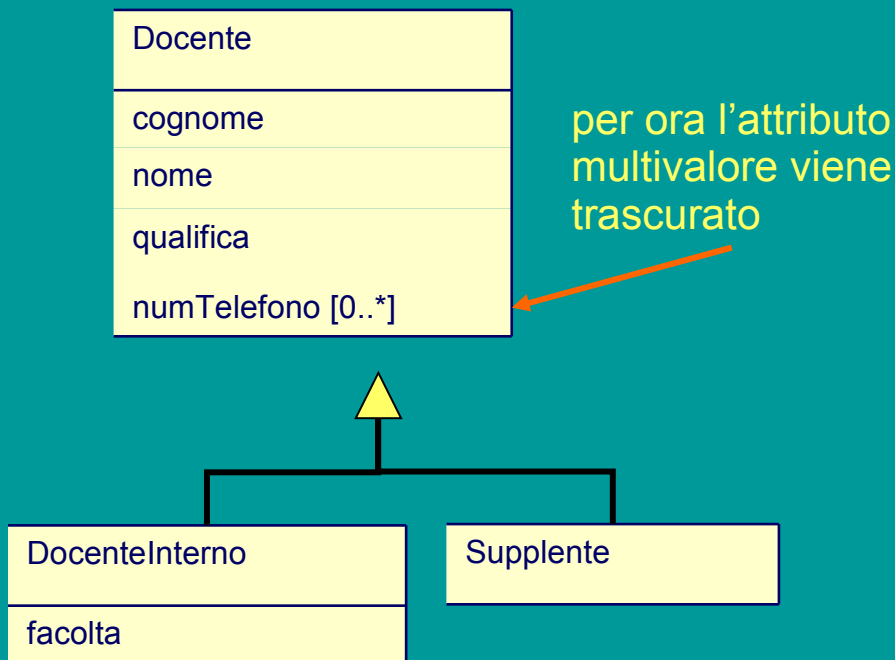 Docente
cognome
nome
qualifica
numTelefono [0..*]
per ora l’attributo
multivalore viene
trascurato
DocenteInterno
facolta
Supplente